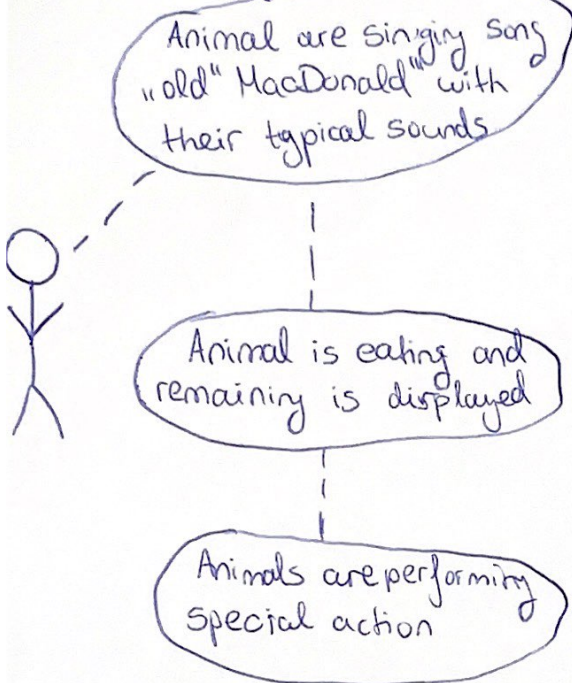 Animal are singing song
„old“ MacDonald“ with
their typical sounds
Animal is eating and
remaining is displayed
Animals are performing
special action